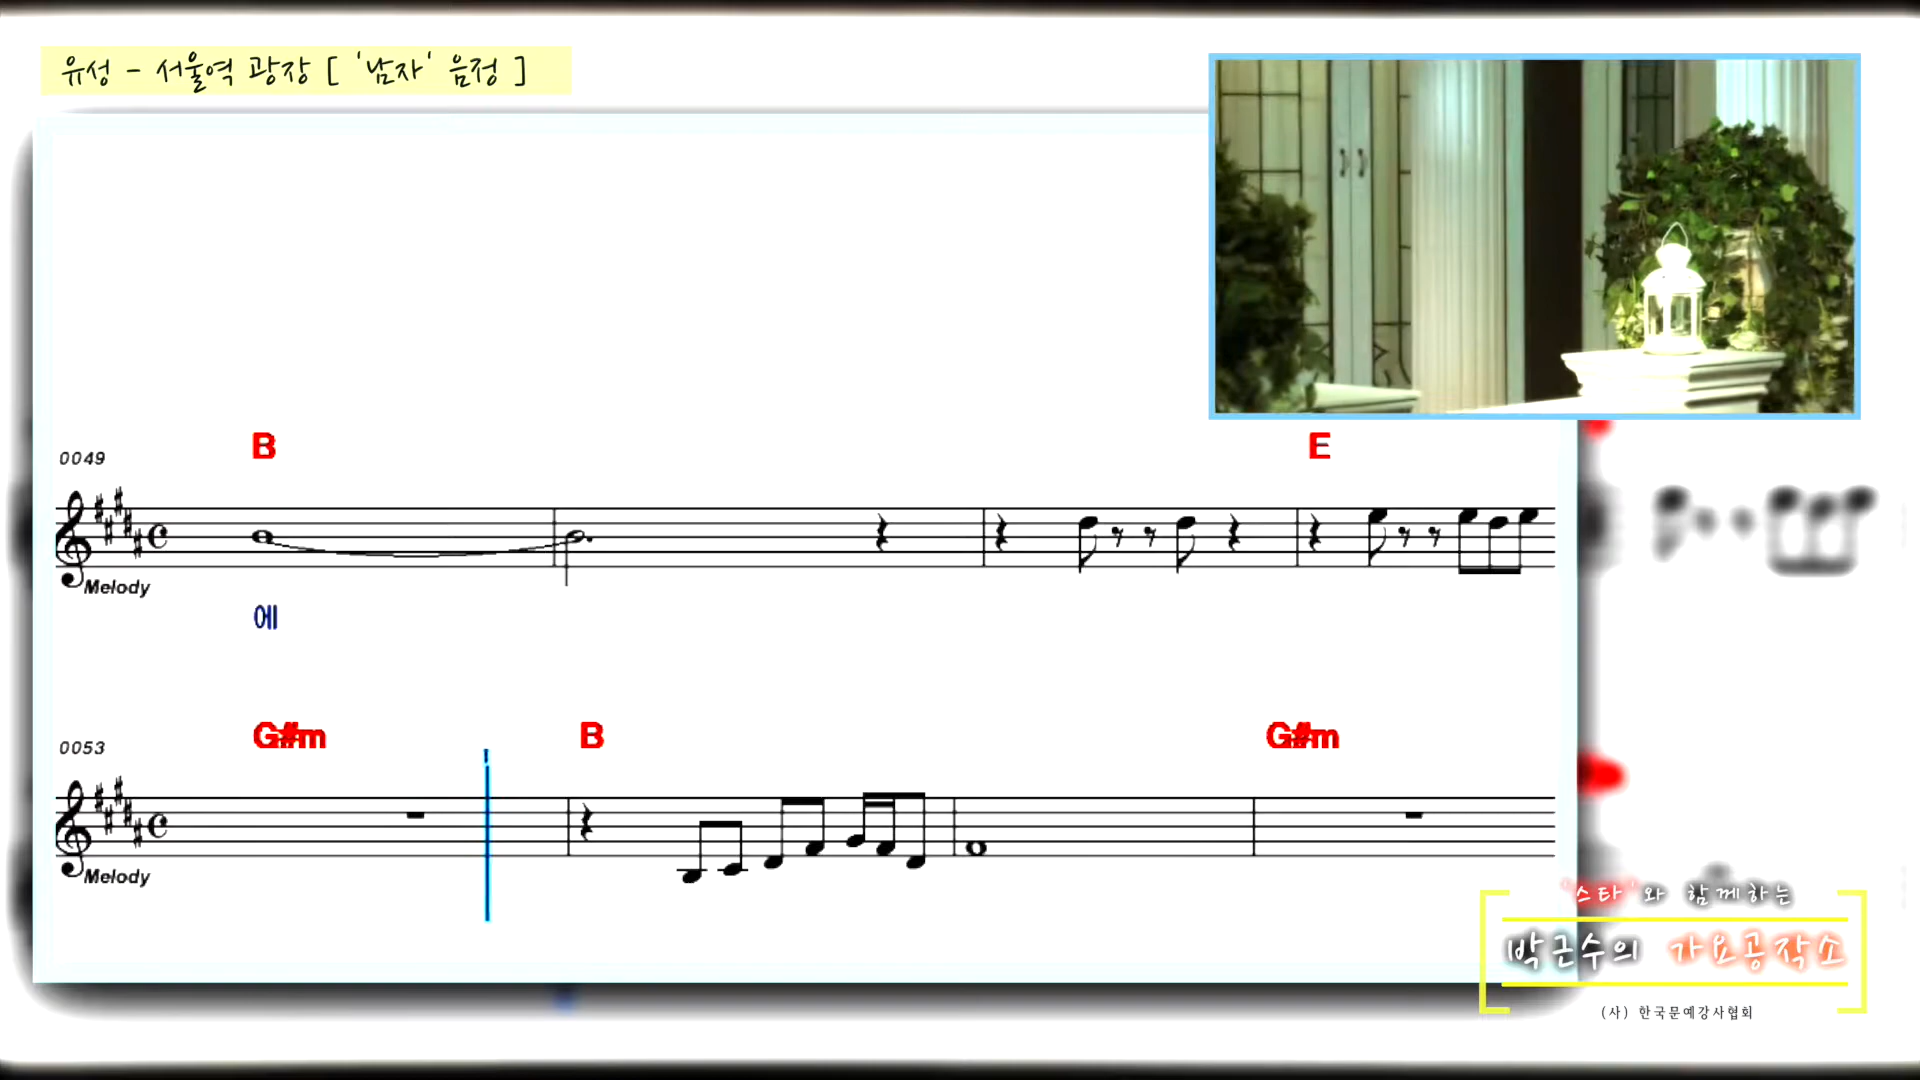 유성 - 서울역 광장 [ '남자' 음정 ]
B E
0049
Melody
에
G#m B G#m
0053
Melody
'스타'와 함께하는
박근수의 가요공작소
(사) 한국문예강사협회